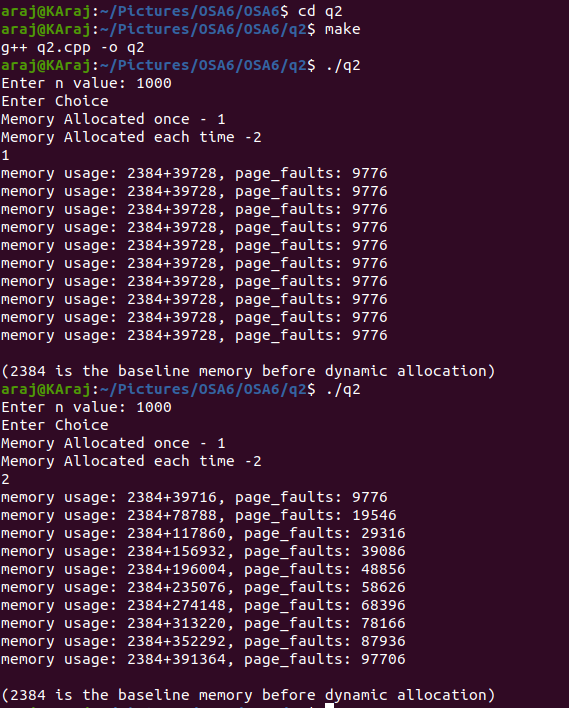 araj@KAraj:~/Pictures/OSA6/OSA6$ cd q2
araj@KAraj:~/Pictures/OSA6/OSA6/q2$ make
g++ q2.cpp -o q2
araj@KAraj:~/Pictures/OSA6/OSA6/q2$ ./q2
Enter n value: 1000
Enter Choice
Memory Allocated once - 1
Memory Allocated each time -2
1
memory usage: 2384+39728, page_faults: 9776
memory usage: 2384+39728, page_faults: 9776
memory usage: 2384+39728, page_faults: 9776
memory usage: 2384+39728, page_faults: 9776
memory usage: 2384+39728, page_faults: 9776
memory usage: 2384+39728, page_faults: 9776
memory usage: 2384+39728, page_faults: 9776
memory usage: 2384+39728, page_faults: 9776
memory usage: 2384+39728, page_faults: 9776
memory usage: 2384+39728, page_faults: 9776

(2384 is the baseline memory before dynamic allocation)
araj@KAraj:~/Pictures/OSA6/OSA6/q2$ ./q2
Enter n value: 1000
Enter Choice
Memory Allocated once - 1
Memory Allocated each time -2
2
memory usage: 2384+39716, page_faults: 9776
memory usage: 2384+78788, page_faults: 19546
memory usage: 2384+117860, page_faults: 29316
memory usage: 2384+156932, page_faults: 39086
memory usage: 2384+196004, page_faults: 48856
memory usage: 2384+235076, page_faults: 58626
memory usage: 2384+274148, page_faults: 68396
memory usage: 2384+313220, page_faults: 78166
memory usage: 2384+352292, page_faults: 87936
memory usage: 2384+391364, page_faults: 97706

(2384 is the baseline memory before dynamic allocation)